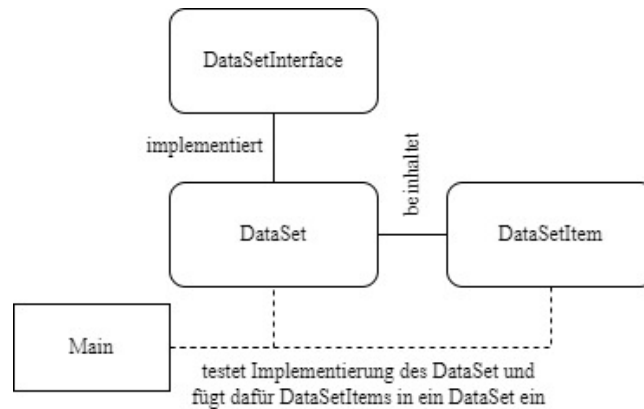 DataSetInterface
implementiert
beinhaltet
DataSet
DataSetItem
Main
testet Implementierung des DataSet und
fügt dafür DataSetItems in ein DataSet ein